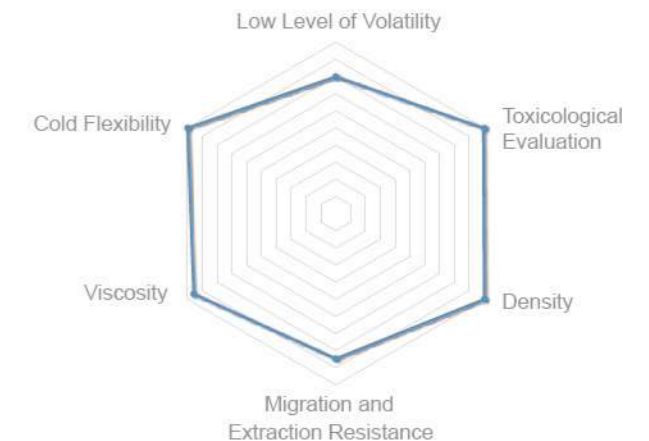 Low Level of Volatility
Toxicological
Evaluation
Cold Flexibility
Viscosity
Density
Migration and
Extraction Resistance